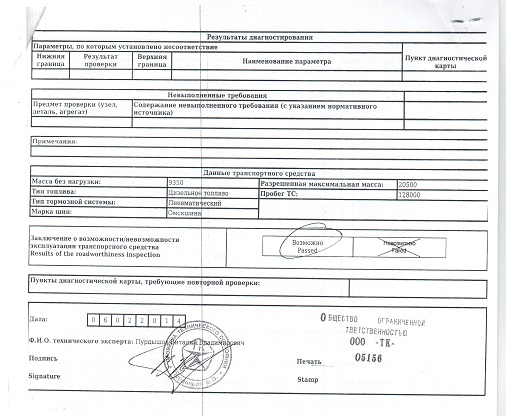 Результаты диагностирования
Параметры, по которым установлено несоответствие
Пункт диагностической карты
Нижняя граница
Результат проверки
Верхняя граница
Наименование параметра
Невыполненные требования
Предмет проверки (узел, деталь, агрегат)
Содержание невыполненного требования (с указанием нормативного источника)
Примечания:
Данные транспортного средства
Масса без нагрузки: 9350 Разрешенная максимальная масса: 20500
Тип топлива: Дизельное топливо Пробег ТС: 128000
Тип тормозной системы: Пневматический
Марка шин: Омскшина
Заключение о возможности/невозможности
эксплуатации транспортного средства
Results of the roadworthiness inspection
Возможно
Passed
Невозможно
Failed
Пункты диагностической карты, требующие повторной проверки:
Дата: 0 6 0 2 2 0 1 4
ОБЩЕСТВО ОГРАНИЧЕННОЙ
ТВЕТСТВЕННОСТЬЮ
ООО -ТК-
05156
Ф.И.О. технического эксперта: Пурдышов Виталий Владимирович
Подпись
Печать
Signature
Stamp